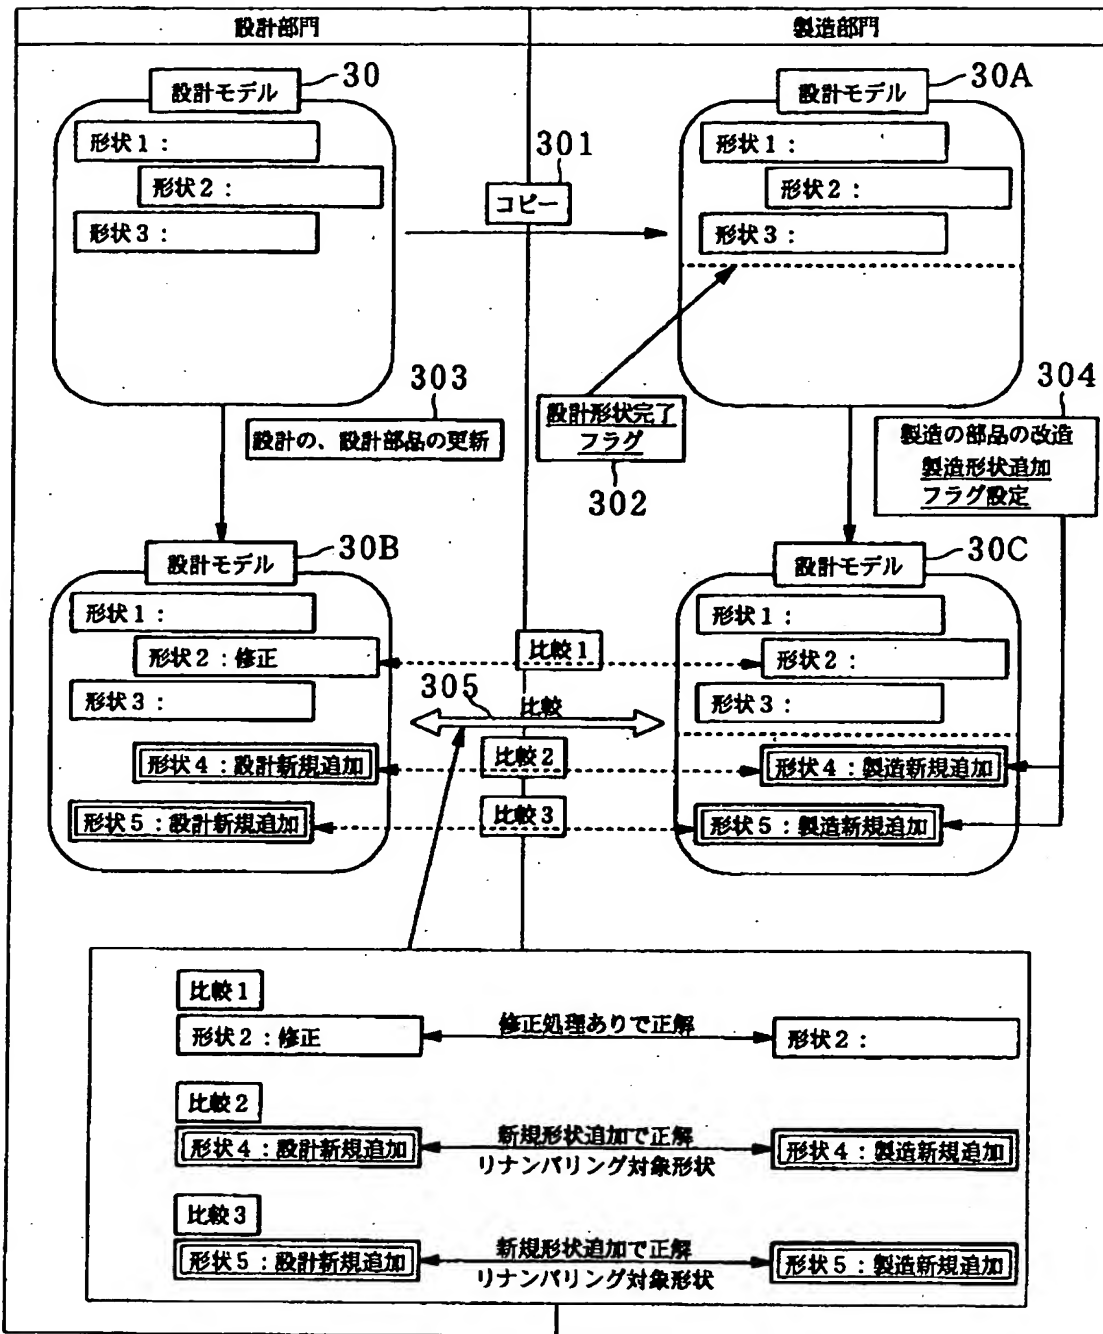 設計部門
製造部門
設計モデル
30
形状1：
形状2：
形状3：
301
コピー
設計モデル
30A
形状1：
形状2：
形状3：
303
設計の、設計部品の更新
設計形状完了
フラグ
302
304
製造の部品の改造
製造形状追加
フラグ設定
設計モデル
30B
形状1：
形状2：修正
形状3：
形状4：設計新規追加
形状5：設計新規追加
比較1
305
比較
比較2
比較3
設計モデル
30C
形状1：
形状2：
形状3：
形状4：製造新規追加
形状5：製造新規追加
比較1
形状2：修正
修正処理ありで正解
形状2：
比較2
形状4：設計新規追加
新規形状追加で正解
リナンバリング対象形状
形状4：製造新規追加
比較3
形状5：設計新規追加
新規形状追加で正解
リナンバリング対象形状
形状5：製造新規追加